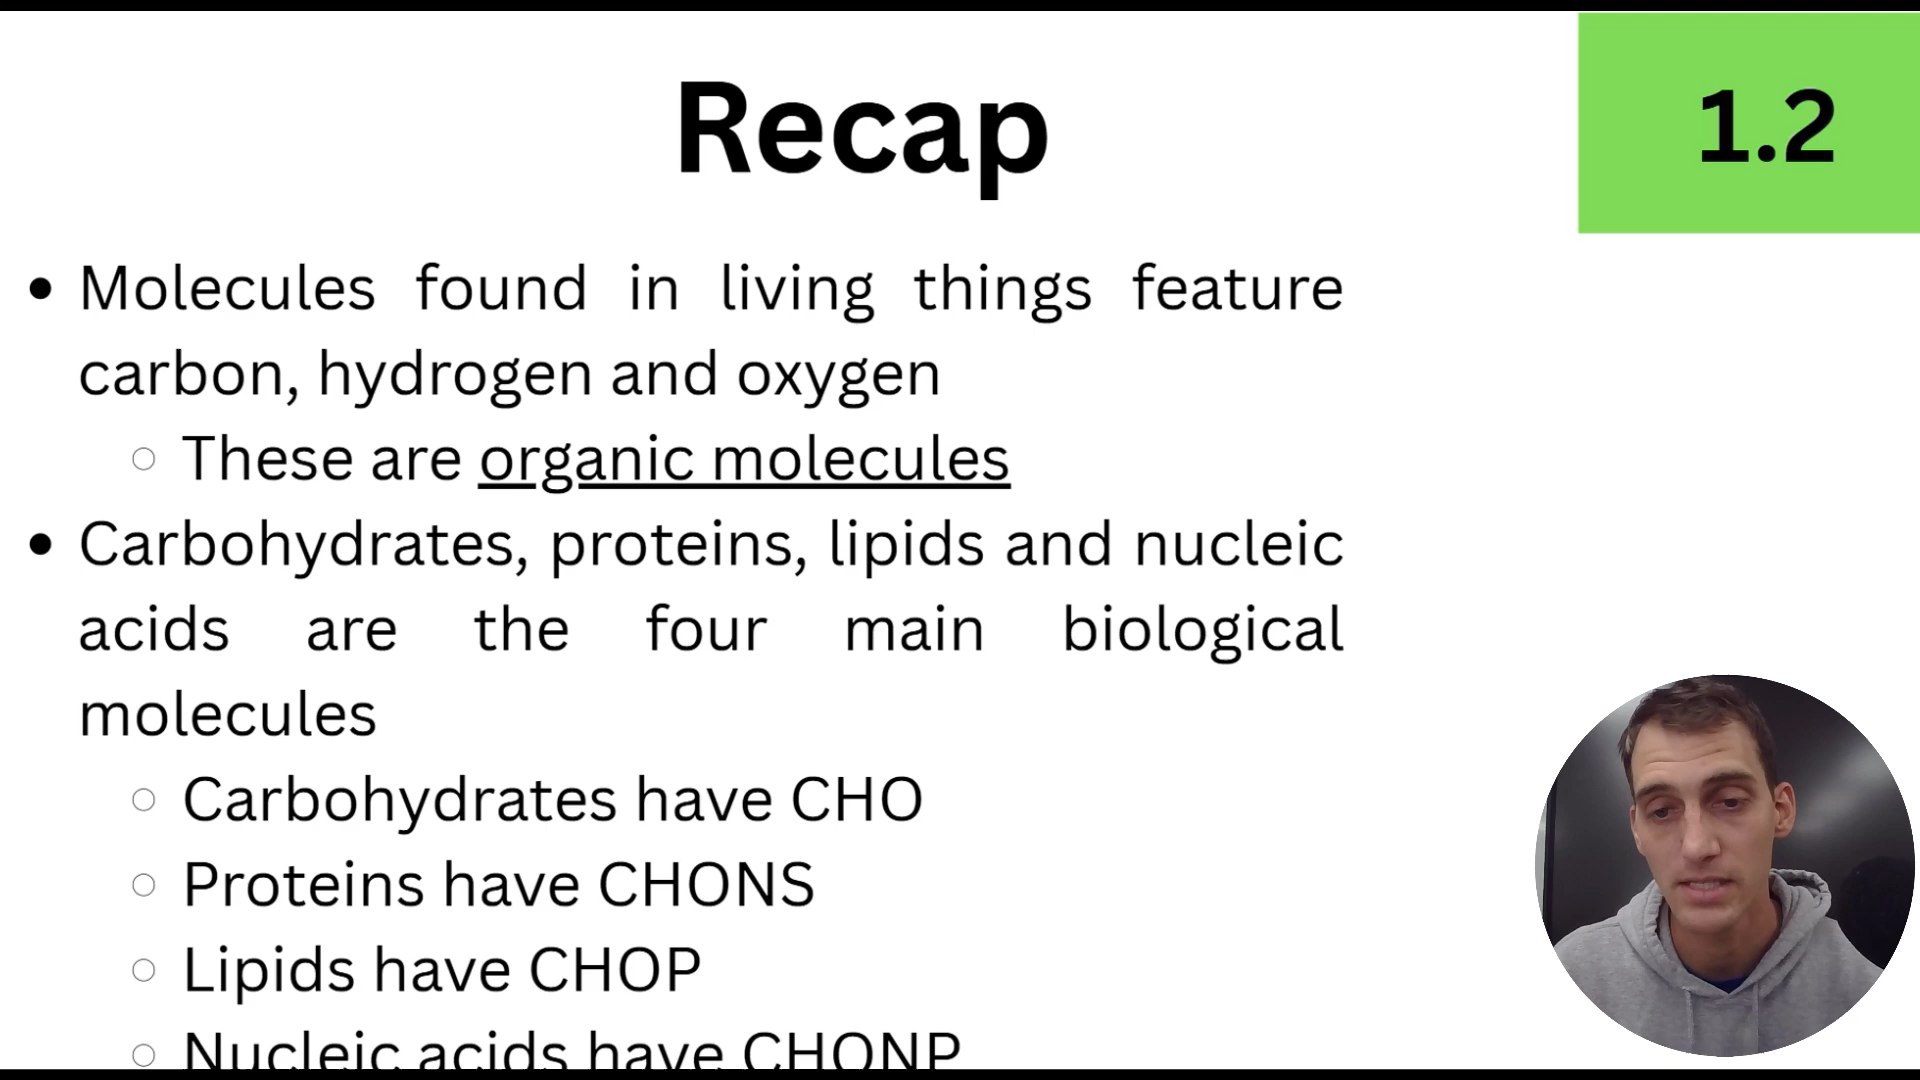 Recap
1.2
Molecules found in living things feature
carbon, hydrogen and oxygen
These are organic molecules
Carbohydrates, proteins, lipids and nucleic
acids are the four main biological
molecules
Carbohydrates have CHO
Proteins have CHONS
Lipids have CHOP
Nucleic acids have CHONP